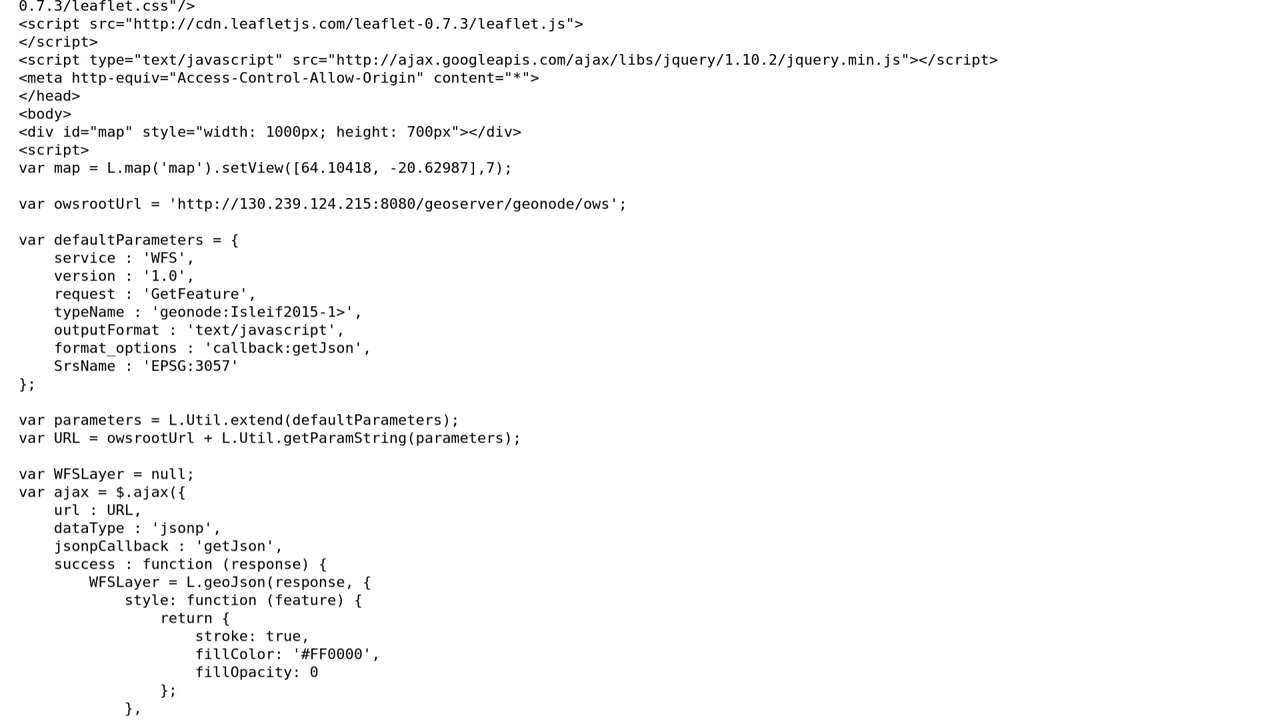 0.7.3/leaflet.css"/>
<script src="http://cdn.leafletjs.com/leaflet-0.7.3/leaflet.js">
</script>
<script type="text/javascript" src="http://ajax.googleapis.com/ajax/libs/jquery/1.10.2/jquery.min.js"></script>
<meta http-equiv="Access-Control-Allow-Origin" content="*">
</head>
<body>
<div id="map" style="width: 1000px; height: 700px"></div>
<script>
var map = L.map('map').setView([64.10418, -20.62987],7);

var owsrootUrl = 'http://130.239.124.215:8080/geoserver/geonode/ows';

var defaultParameters = {
    service : 'WFS',
    version : '1.0',
    request : 'GetFeature',
    typeName : 'geonode:Isleif2015-1>',
    outputFormat : 'text/javascript',
    format_options : 'callback:getJson',
    SrsName : 'EPSG:3057'
};

var parameters = L.Util.extend(defaultParameters);
var URL = owsrootUrl + L.Util.getParamString(parameters);

var WFSLayer = null;
var ajax = $.ajax({
    url : URL,
    dataType : 'jsonp',
    jsonpCallback : 'getJson',
    success : function (response) {
        WFSLayer = L.geoJson(response, {
            style: function (feature) {
                return {
                    stroke: true,
                    fillColor: '#FF0000',
                    fillOpacity: 0
                };
            },